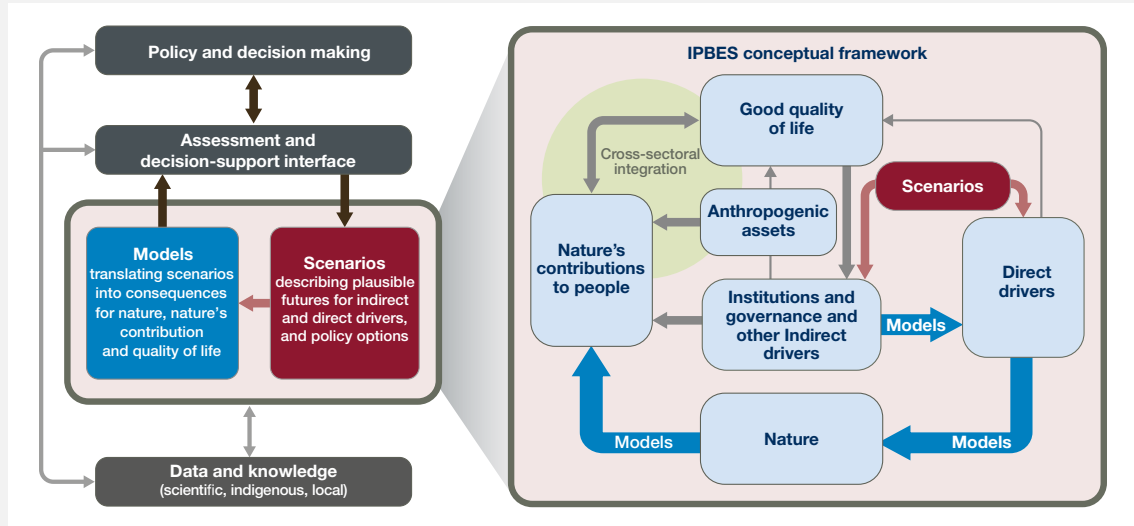 Policy and decision making
Assessment and
decision-support interface
Models
translating scenarios
into consequences
for nature, nature's
contribution
and quality of life
Scenarios
describing plausible
futures for indirect
and direct drivers,
and policy options
Data and knowledge
(scientific, indigenous, local)
IPBES conceptual framework
Good quality
of life
Cross-sectoral
integration
Scenarios
Anthropogenic
assets
Nature's
contributions
to people
Direct
drivers
Institutions and
governance and
other Indirect
drivers
Models
Models
Nature
Models